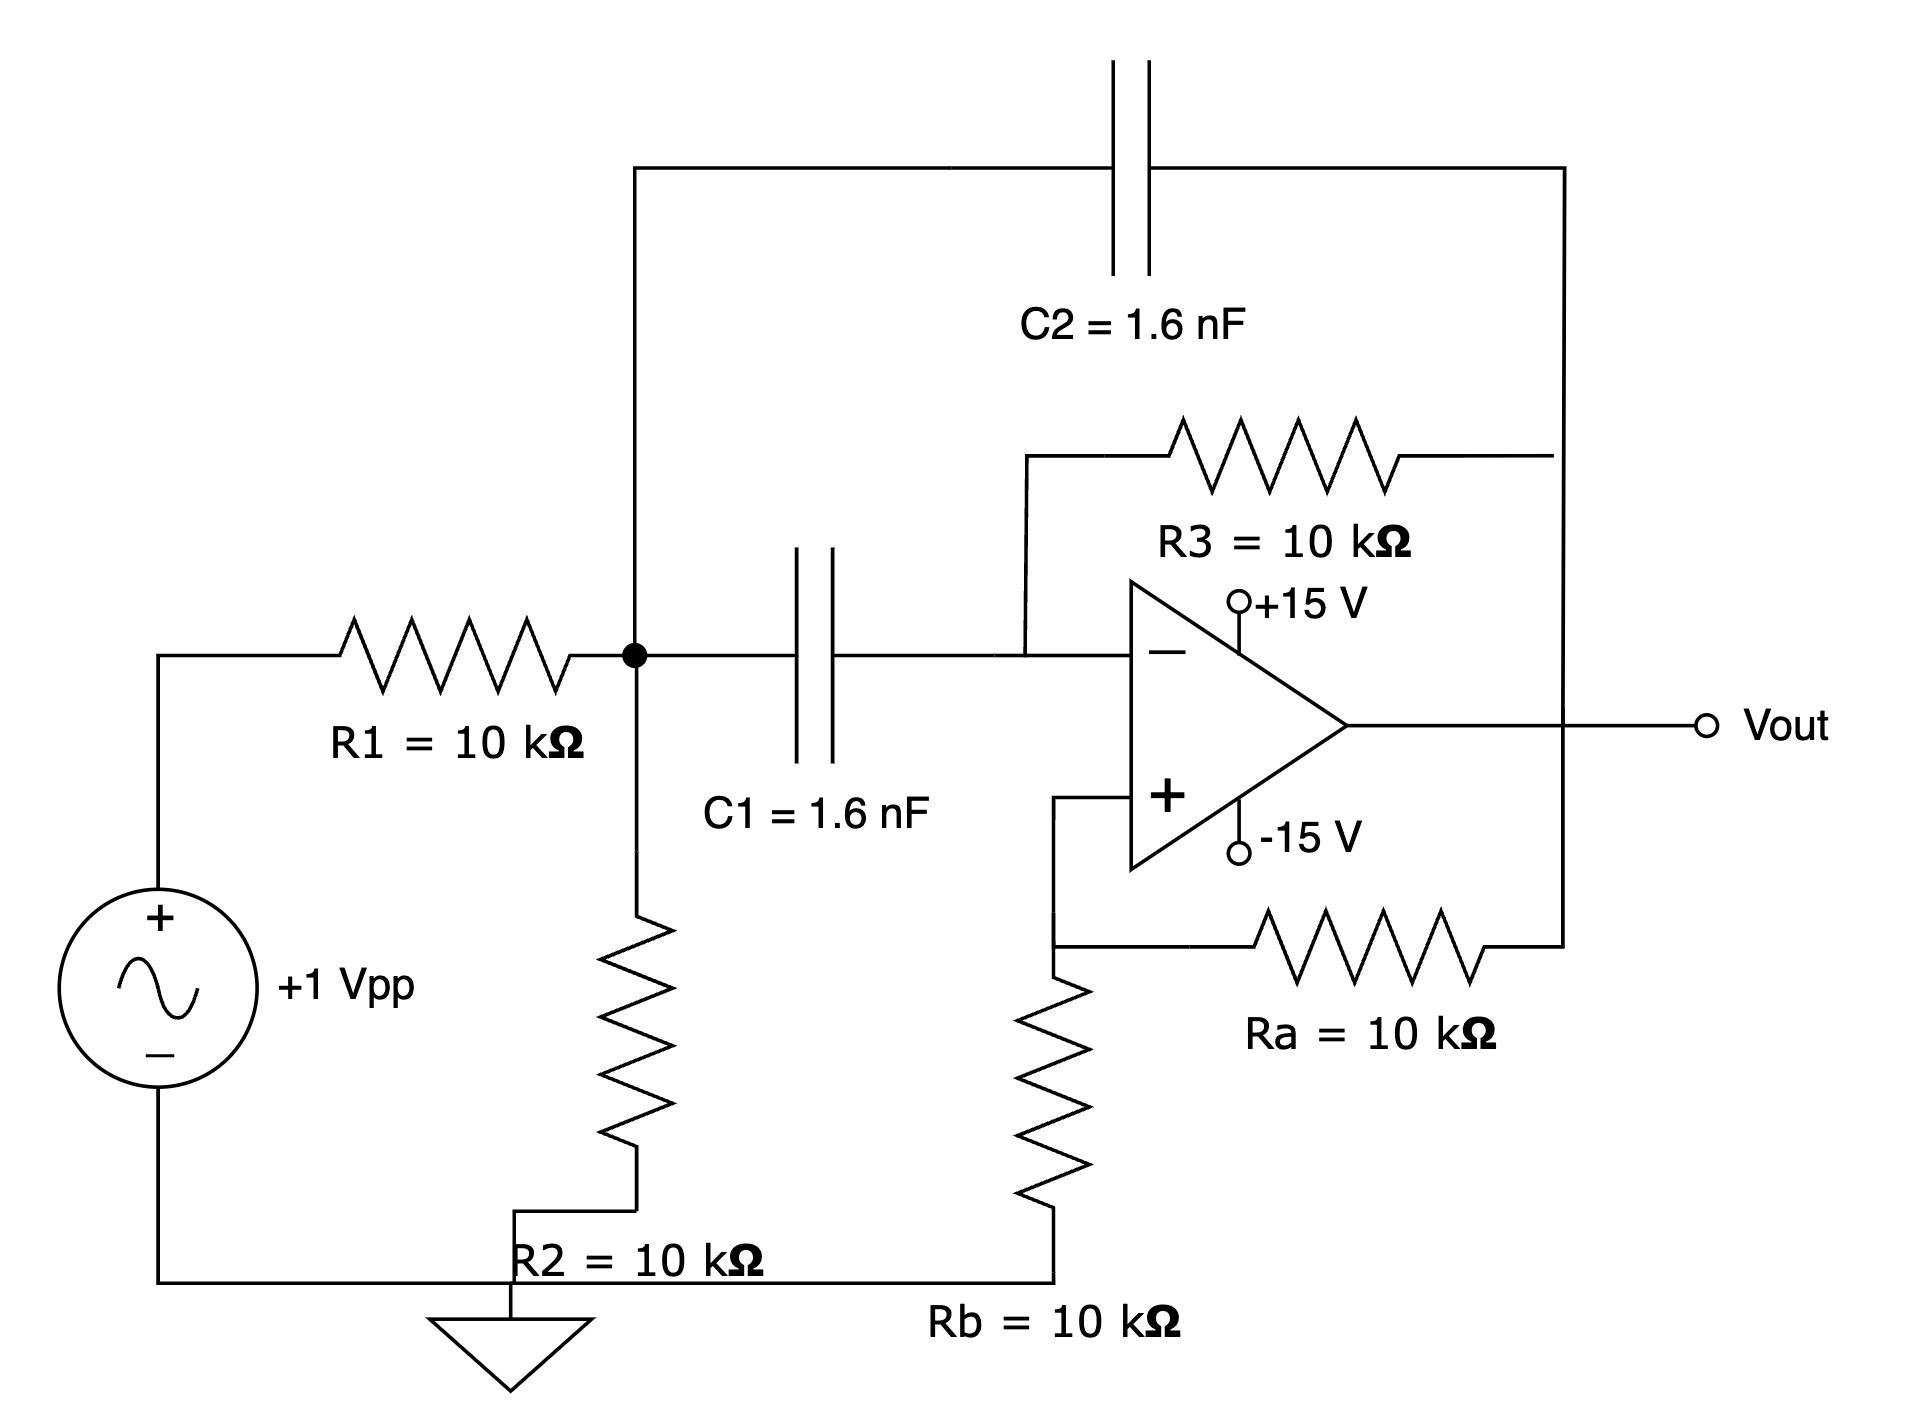 C2 = 1.6 nF
R3 = 10 kΩ
+15 V
R1 = 10 kΩ
Vout
C1 = 1.6 nF
-15 V
+1 Vpp
Ra = 10 kΩ
R2 = 10 kΩ
Rb = 10 kΩ